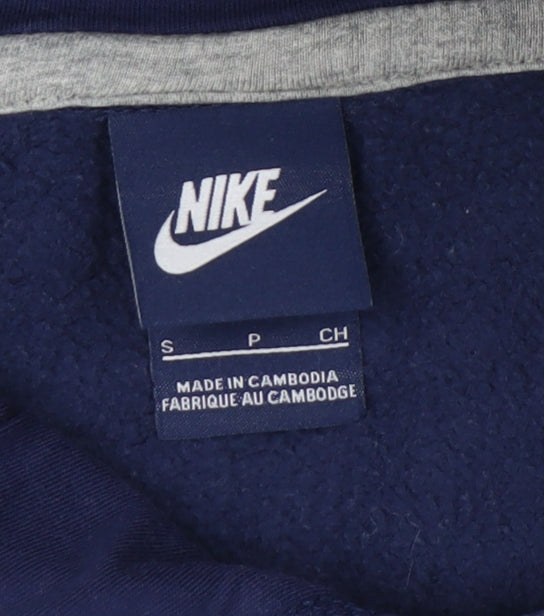 NIKE
S P CH
MADE IN CAMBODIA
FABRIQUE AU CAMBODGE